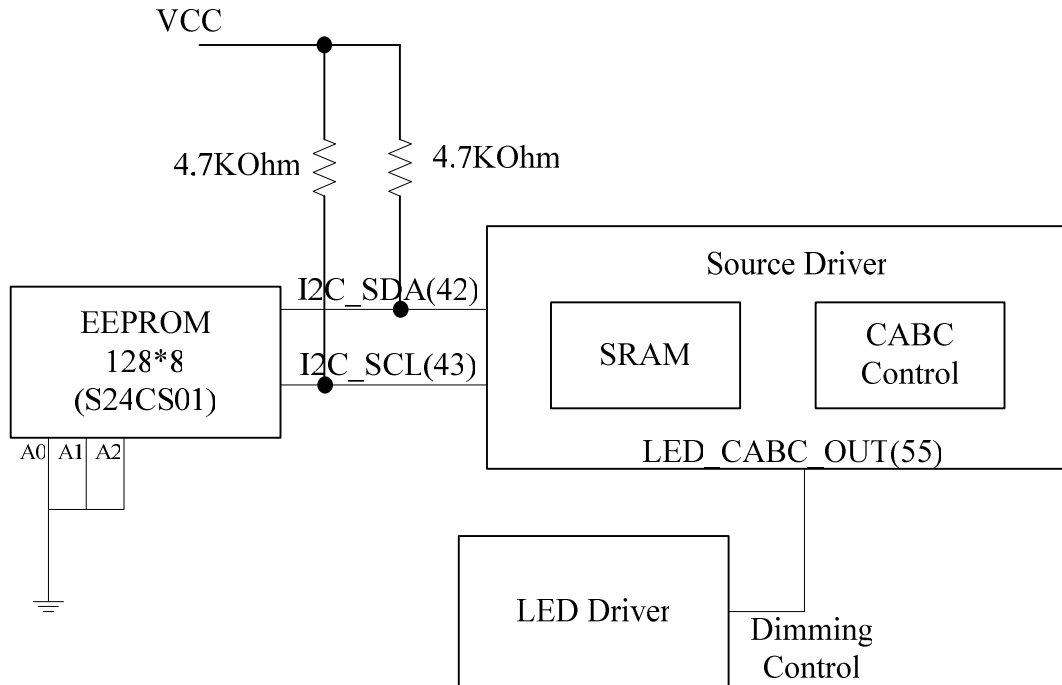 VCC
4.7KOhm
4.7KOhm
I2C_SDA(42)
I2C_SCL(43)
EEPROM
128*8
(S24CS01)
A0
A1
A2
Source Driver
SRAM
CABC
Control
LED_CABC_OUT(55)
LED Driver
Dimming
Control